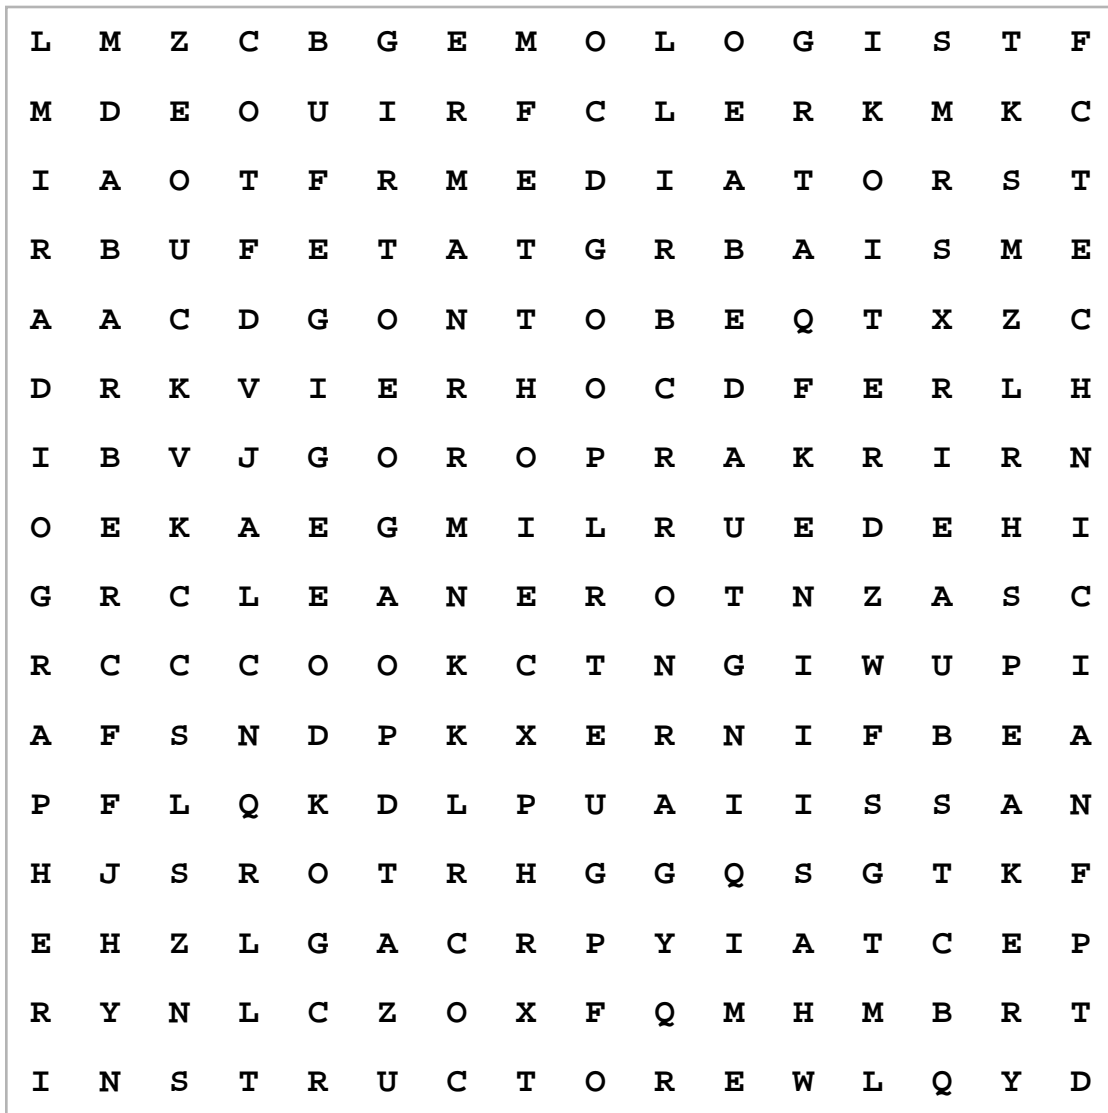 L M Z C B G E M O L O G I S T F
M D E O U I R F C L E R K M K C
I A O T F R M E D I A T O R S T
R B U F E T A T G R B A I S M E
A A C D G O N T O B E Q T X Z C
D R K V I E R H O C D F E R L H
I B V J G O R O P R A K R I R N
O E K A E G M I L R U E D E H I
G R C L E A N E R O T N Z A S C
R C C C O O K C T N G I W U P I
A F S N D P K X E R N I F B E A
P F L Q K D L P U A I I S S A N
H J S R O T R H G G Q S G T K F
E H Z L G A C R P Y I A T C E P
R Y N L C Z O X F Q M H M B R T
I N S T R U C T O R E W L Q Y D